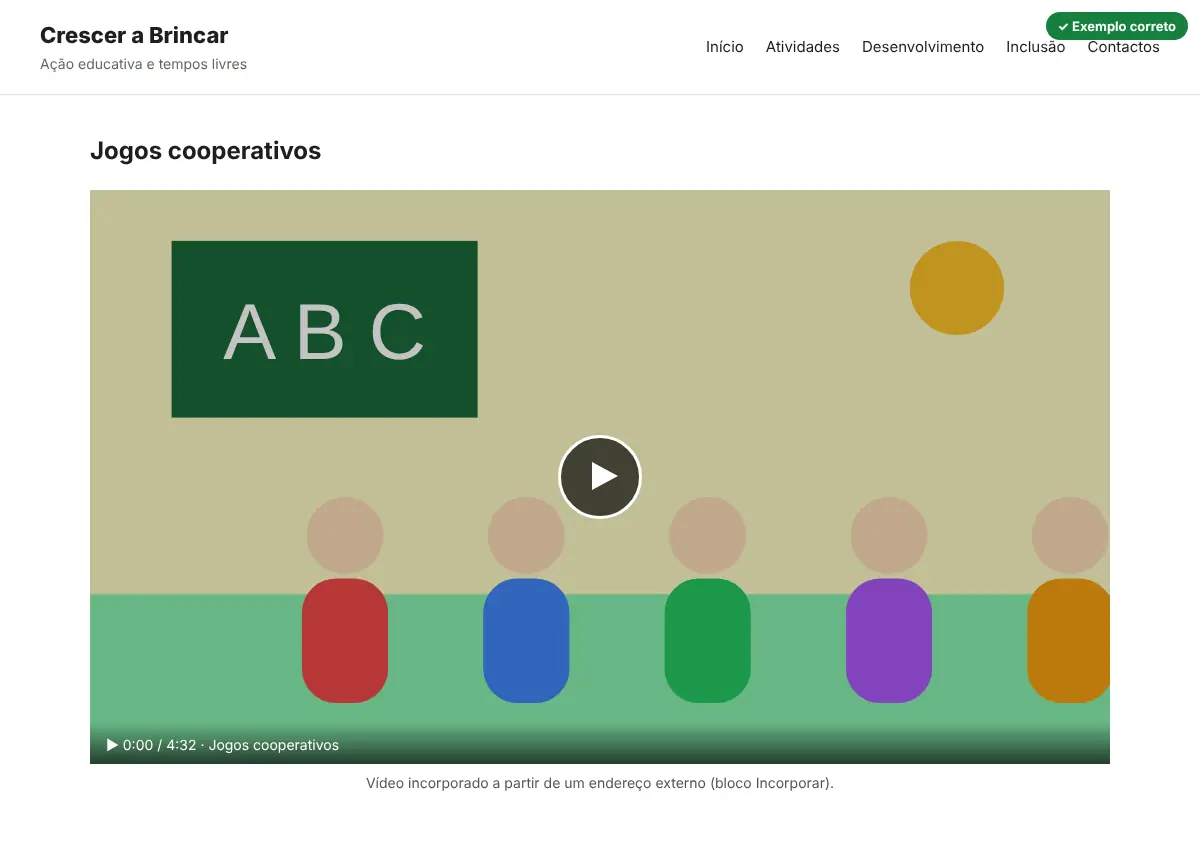 Crescer a Brincar
Ação educativa e tempos livres
✓ Exemplo correto
Início Atividades Desenvolvimento Inclusão Contactos
Jogos cooperativos
A B C
▶ 0:00 / 4:32 · Jogos cooperativos
Vídeo incorporado a partir de um endereço externo (bloco Incorporar).